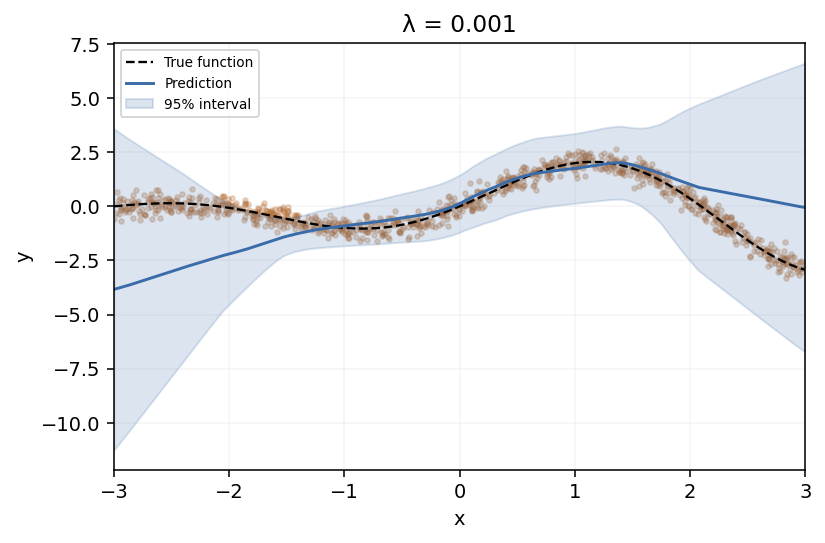 λ = 0.001
True function
Prediction
95% interval
7.5
5.0
2.5
0.0
−2.5
−5.0
−7.5
−10.0
y
−3 −2 −1 0 1 2 3
x